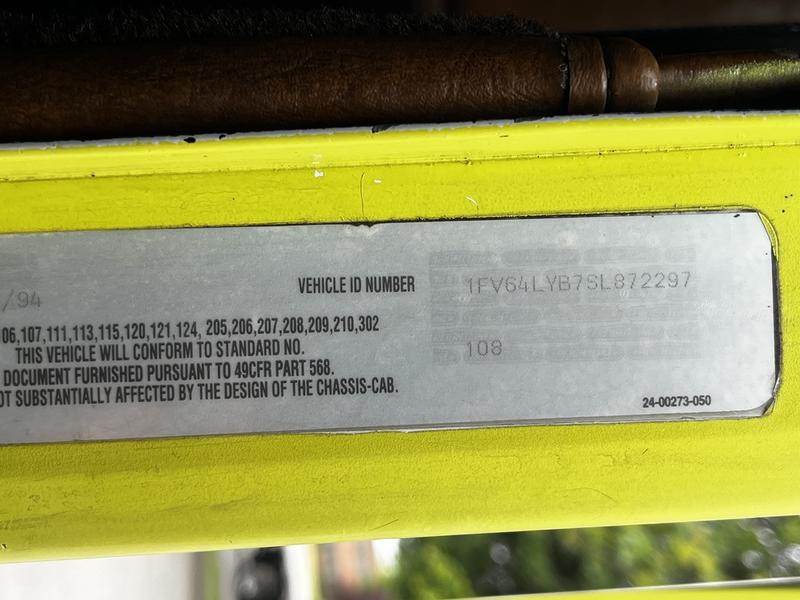 /94
VEHICLE ID NUMBER 1FV64LYB7SL872297
06,107,111,113,115,120,121,124, 205,206,207,208,209,210,302
THIS VEHICLE WILL CONFORM TO STANDARD NO. 108
DOCUMENT FURNISHED PURSUANT TO 49CFR PART 568.
OT SUBSTANTIALLY AFFECTED BY THE DESIGN OF THE CHASSIS-CAB.
24-00273-050